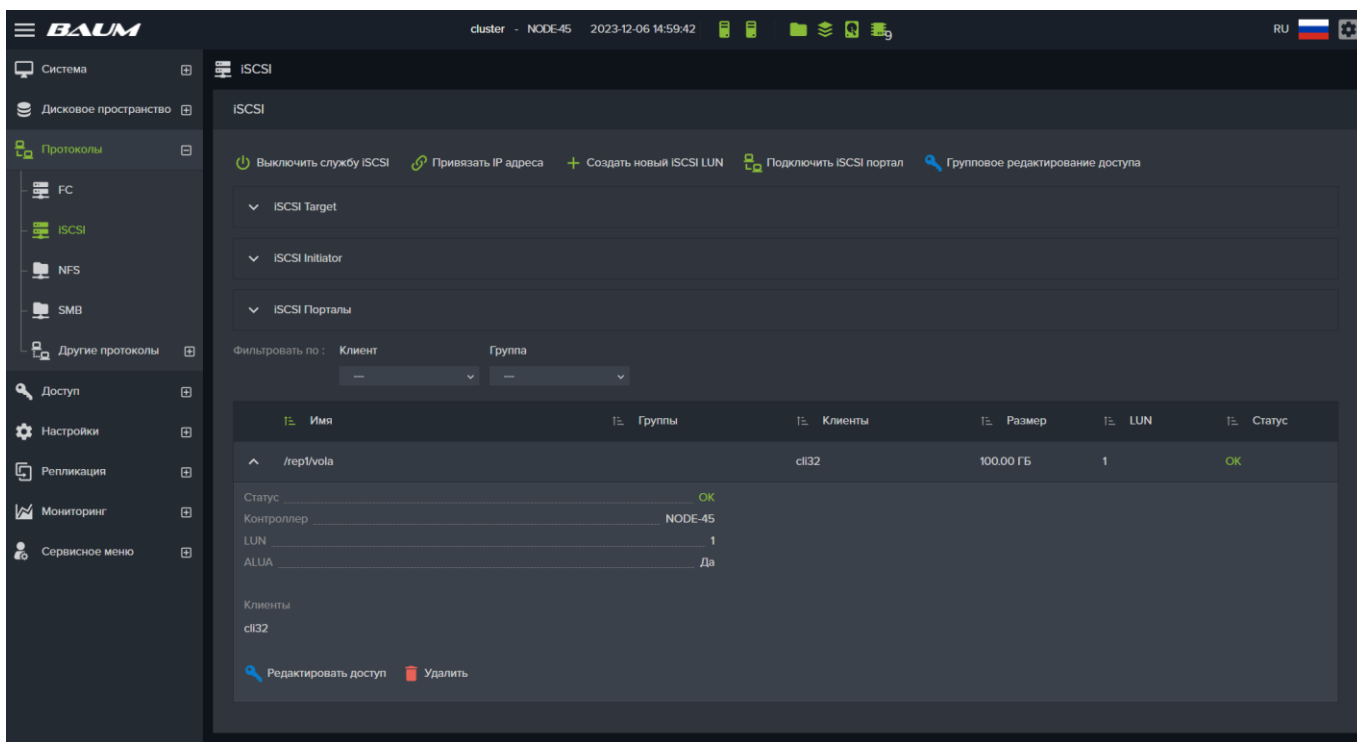 BAUM
cluster - NODE-45 2023-12-06 14:59:42 9 RU
Система
Дисковое пространство
Протоколы
FC
iSCSI
NFS
SMB
Другие протоколы
Доступ
Настройки
Репликация
Мониторинг
Сервисное меню
iSCSI
iSCSI
Выключить службу iSCSI Привязать IP адреса Создать новый iSCSI LUN Подключить iSCSI портал Групповое редактирование доступа
iSCSI Target
iSCSI Initiator
iSCSI Порталы
Фильтровать по : Клиент Группа
--- ---
Имя Группы Клиенты Размер LUN Статус
/rep1/vola cli32 100.00 ГБ 1 OK
Статус OK
Контроллер NODE-45
LUN 1
ALUA Да
Клиенты
cli32
Редактировать доступ Удалить